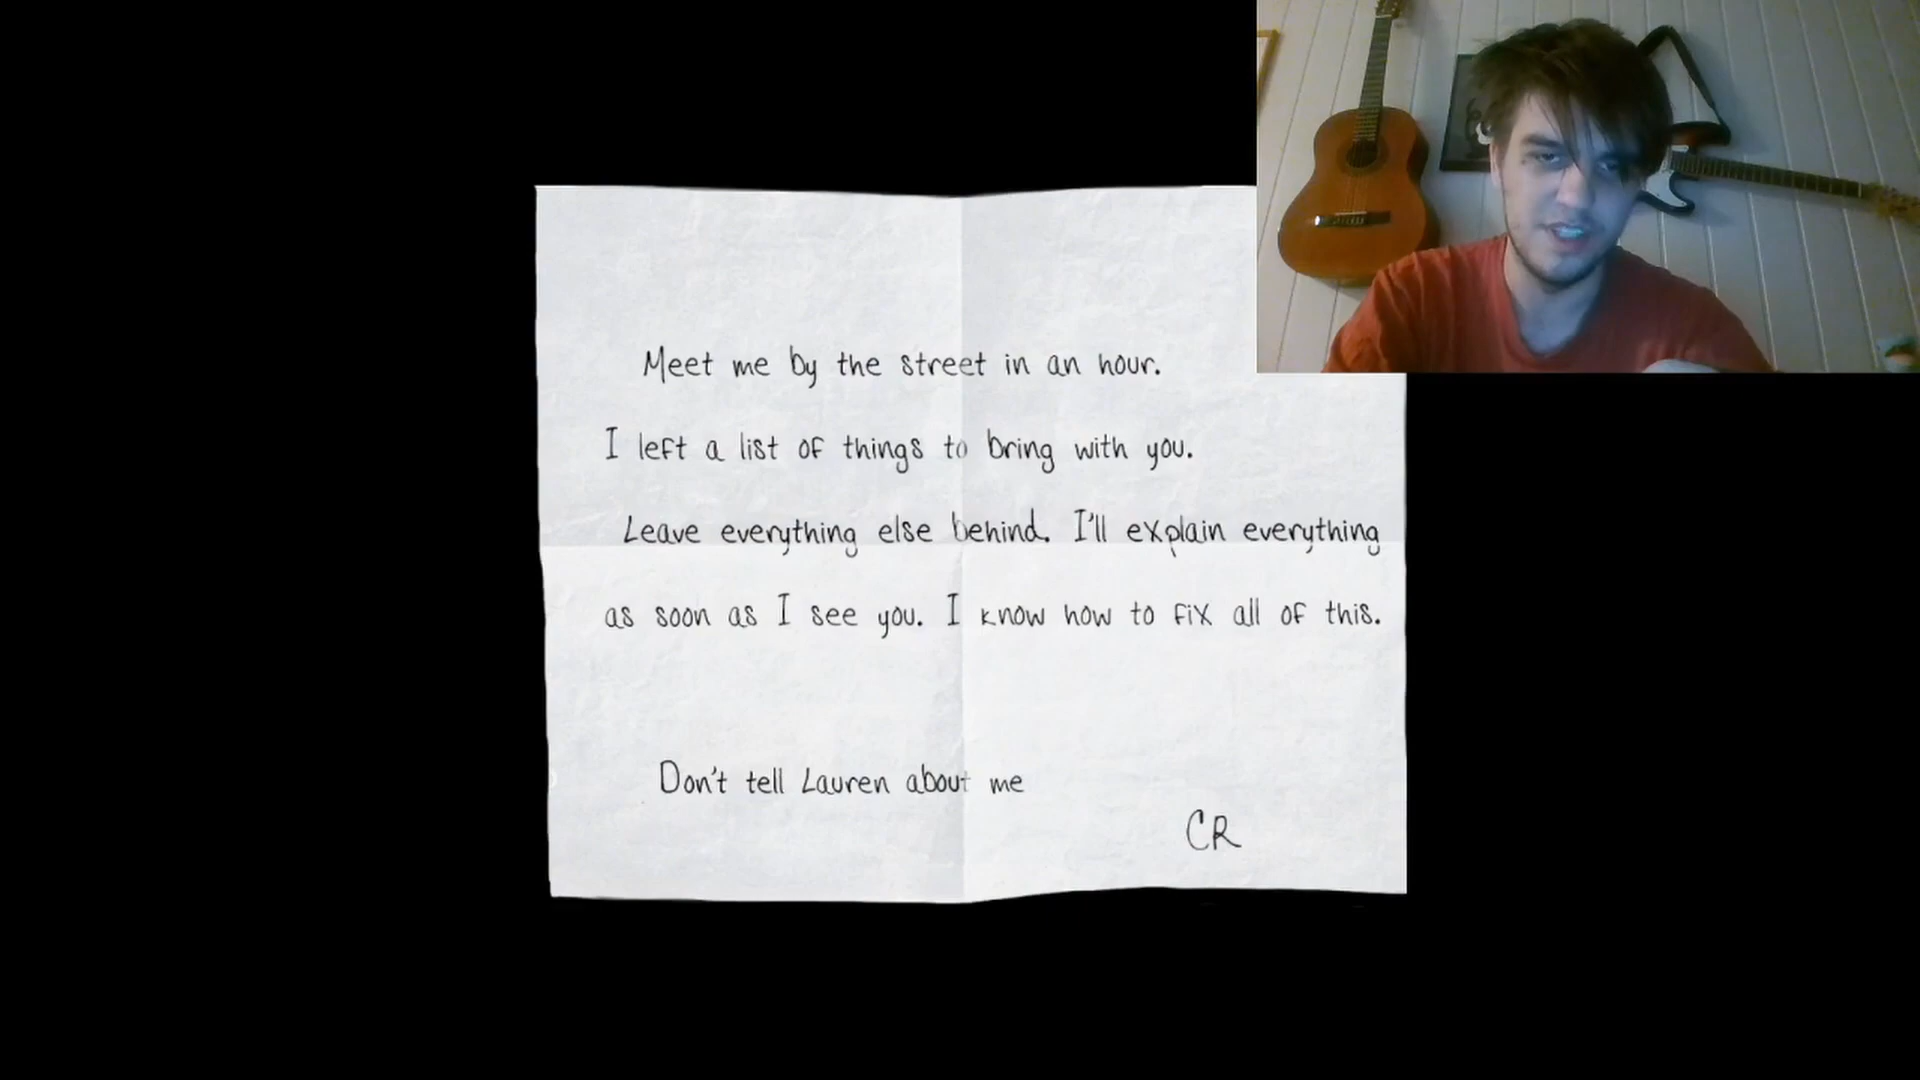 Meet me by the street in an hour.
I left a list of things to bring with you.
Leave everything else behind. I'll explain everything
as soon as I see you. I know how to fix all of this.
Don't tell Lauren about me
CR